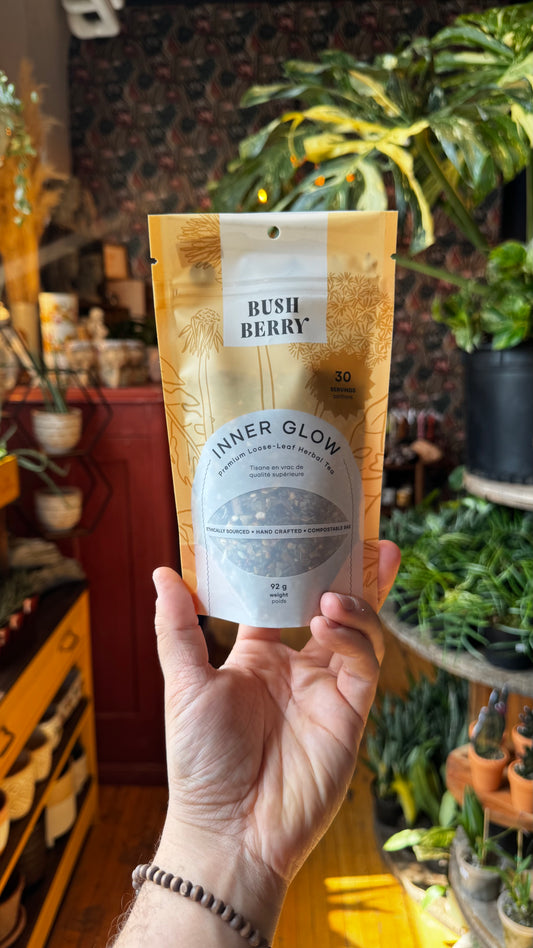 BUSH
BERRY
30
SERVINGS
portions
INNER GLOW
Premium Loose-Leaf Herbal Tea
Tisane en vrac de
qualité supérieure
ETHICALLY SOURCED • HAND CRAFTED • COMPOSTABLE BAG
92 g
weight
poids